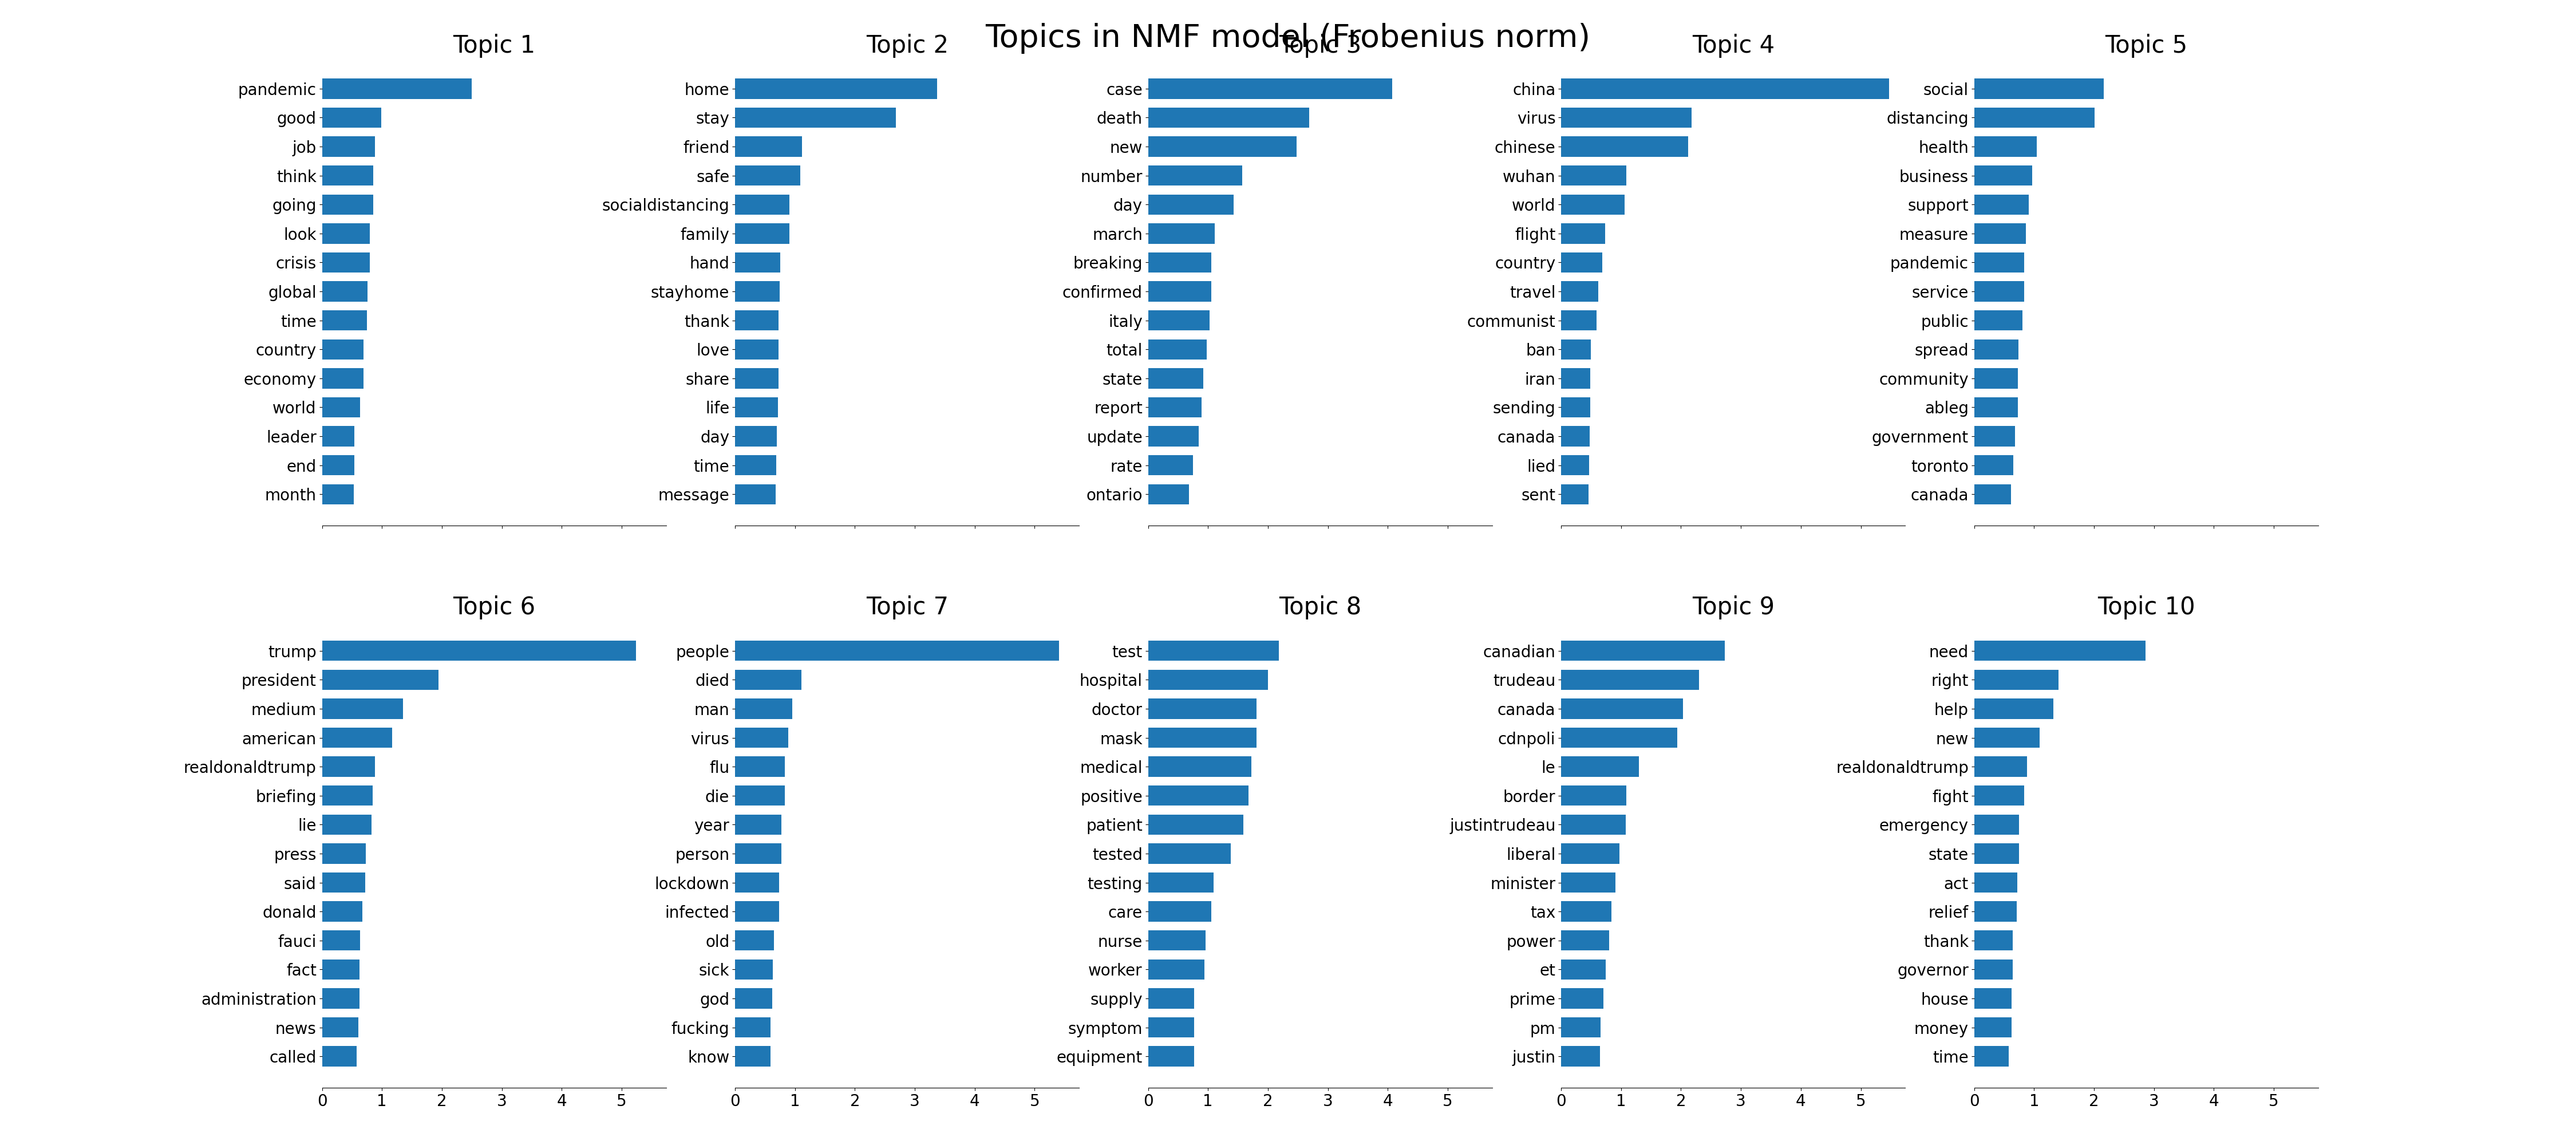 Topics in NMF model (Frobenius norm)
Topic 1
pandemic
good
job
think
going
look
crisis
global
time
country
economy
world
leader
end
month
Topic 2
home
stay
friend
safe
socialdistancing
family
hand
stayhome
thank
love
share
life
day
time
message
Topic 3
case
death
new
number
day
march
breaking
confirmed
italy
total
state
report
update
rate
ontario
Topic 4
china
virus
chinese
wuhan
world
flight
country
travel
communist
ban
iran
sending
canada
lied
sent
Topic 5
social
distancing
health
business
support
measure
pandemic
service
public
spread
community
ableg
government
toronto
canada
Topic 6
trump
president
medium
american
realdonaldtrump
briefing
lie
press
said
donald
fauci
fact
administration
news
called
0 1 2 3 4 5
Topic 7
people
died
man
virus
flu
die
year
person
lockdown
infected
old
sick
god
fucking
know
0 1 2 3 4 5
Topic 8
test
hospital
doctor
mask
medical
positive
patient
tested
testing
care
nurse
worker
supply
symptom
equipment
0 1 2 3 4 5
Topic 9
canadian
trudeau
canada
cdnpoli
le
border
justintrudeau
liberal
minister
tax
power
et
prime
pm
justin
0 1 2 3 4 5
Topic 10
need
right
help
new
realdonaldtrump
fight
emergency
state
act
relief
thank
governor
house
money
time
0 1 2 3 4 5